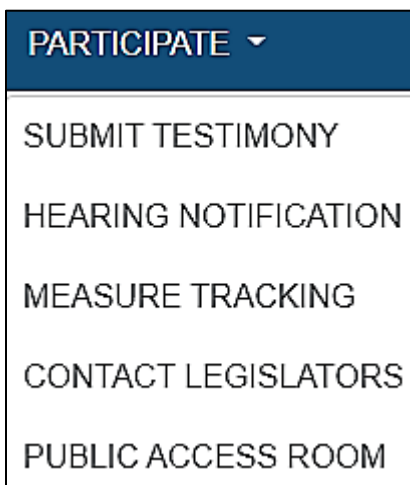 PARTICIPATE
SUBMIT TESTIMONY
HEARING NOTIFICATION
MEASURE TRACKING
CONTACT LEGISLATORS
PUBLIC ACCESS ROOM